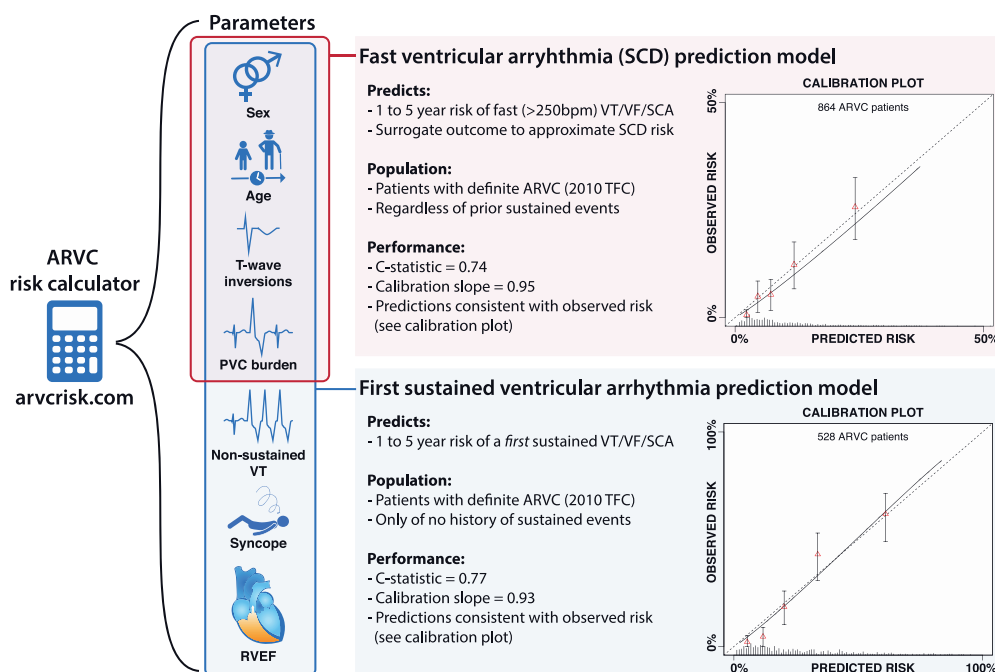 Parameters
ARVC
risk calculator
arvcrisk.com
Sex
Age
T-wave
inversions
PVC burden
Non-sustained
VT
Syncope
RVEF
Fast ventricular arryhthmia (SCD) prediction model
Predicts:
- 1 to 5 year risk of fast (>250bpm) VT/VF/SCA
- Surrogate outcome to approximate SCD risk
Population:
- Patients with definite ARVC (2010 TFC)
- Regardless of prior sustained events
Performance:
- C-statistic = 0.74
- Calibration slope = 0.95
- Predictions consistent with observed risk
(see calibration plot)
CALIBRATION PLOT
864 ARVC patients
50%
OBSERVED RISK
0%
0%
PREDICTED RISK
50%
First sustained ventricular arrhythmia prediction model
Predicts:
- 1 to 5 year risk of a first sustained VT/VF/SCA
Population:
- Patients with definite ARVC (2010 TFC)
- Only of no history of sustained events
Performance:
- C-statistic = 0.77
- Calibration slope = 0.93
- Predictions consistent with observed risk
(see calibration plot)
CALIBRATION PLOT
528 ARVC patients
100%
OBSERVED RISK
0%
0%
PREDICTED RISK
100%